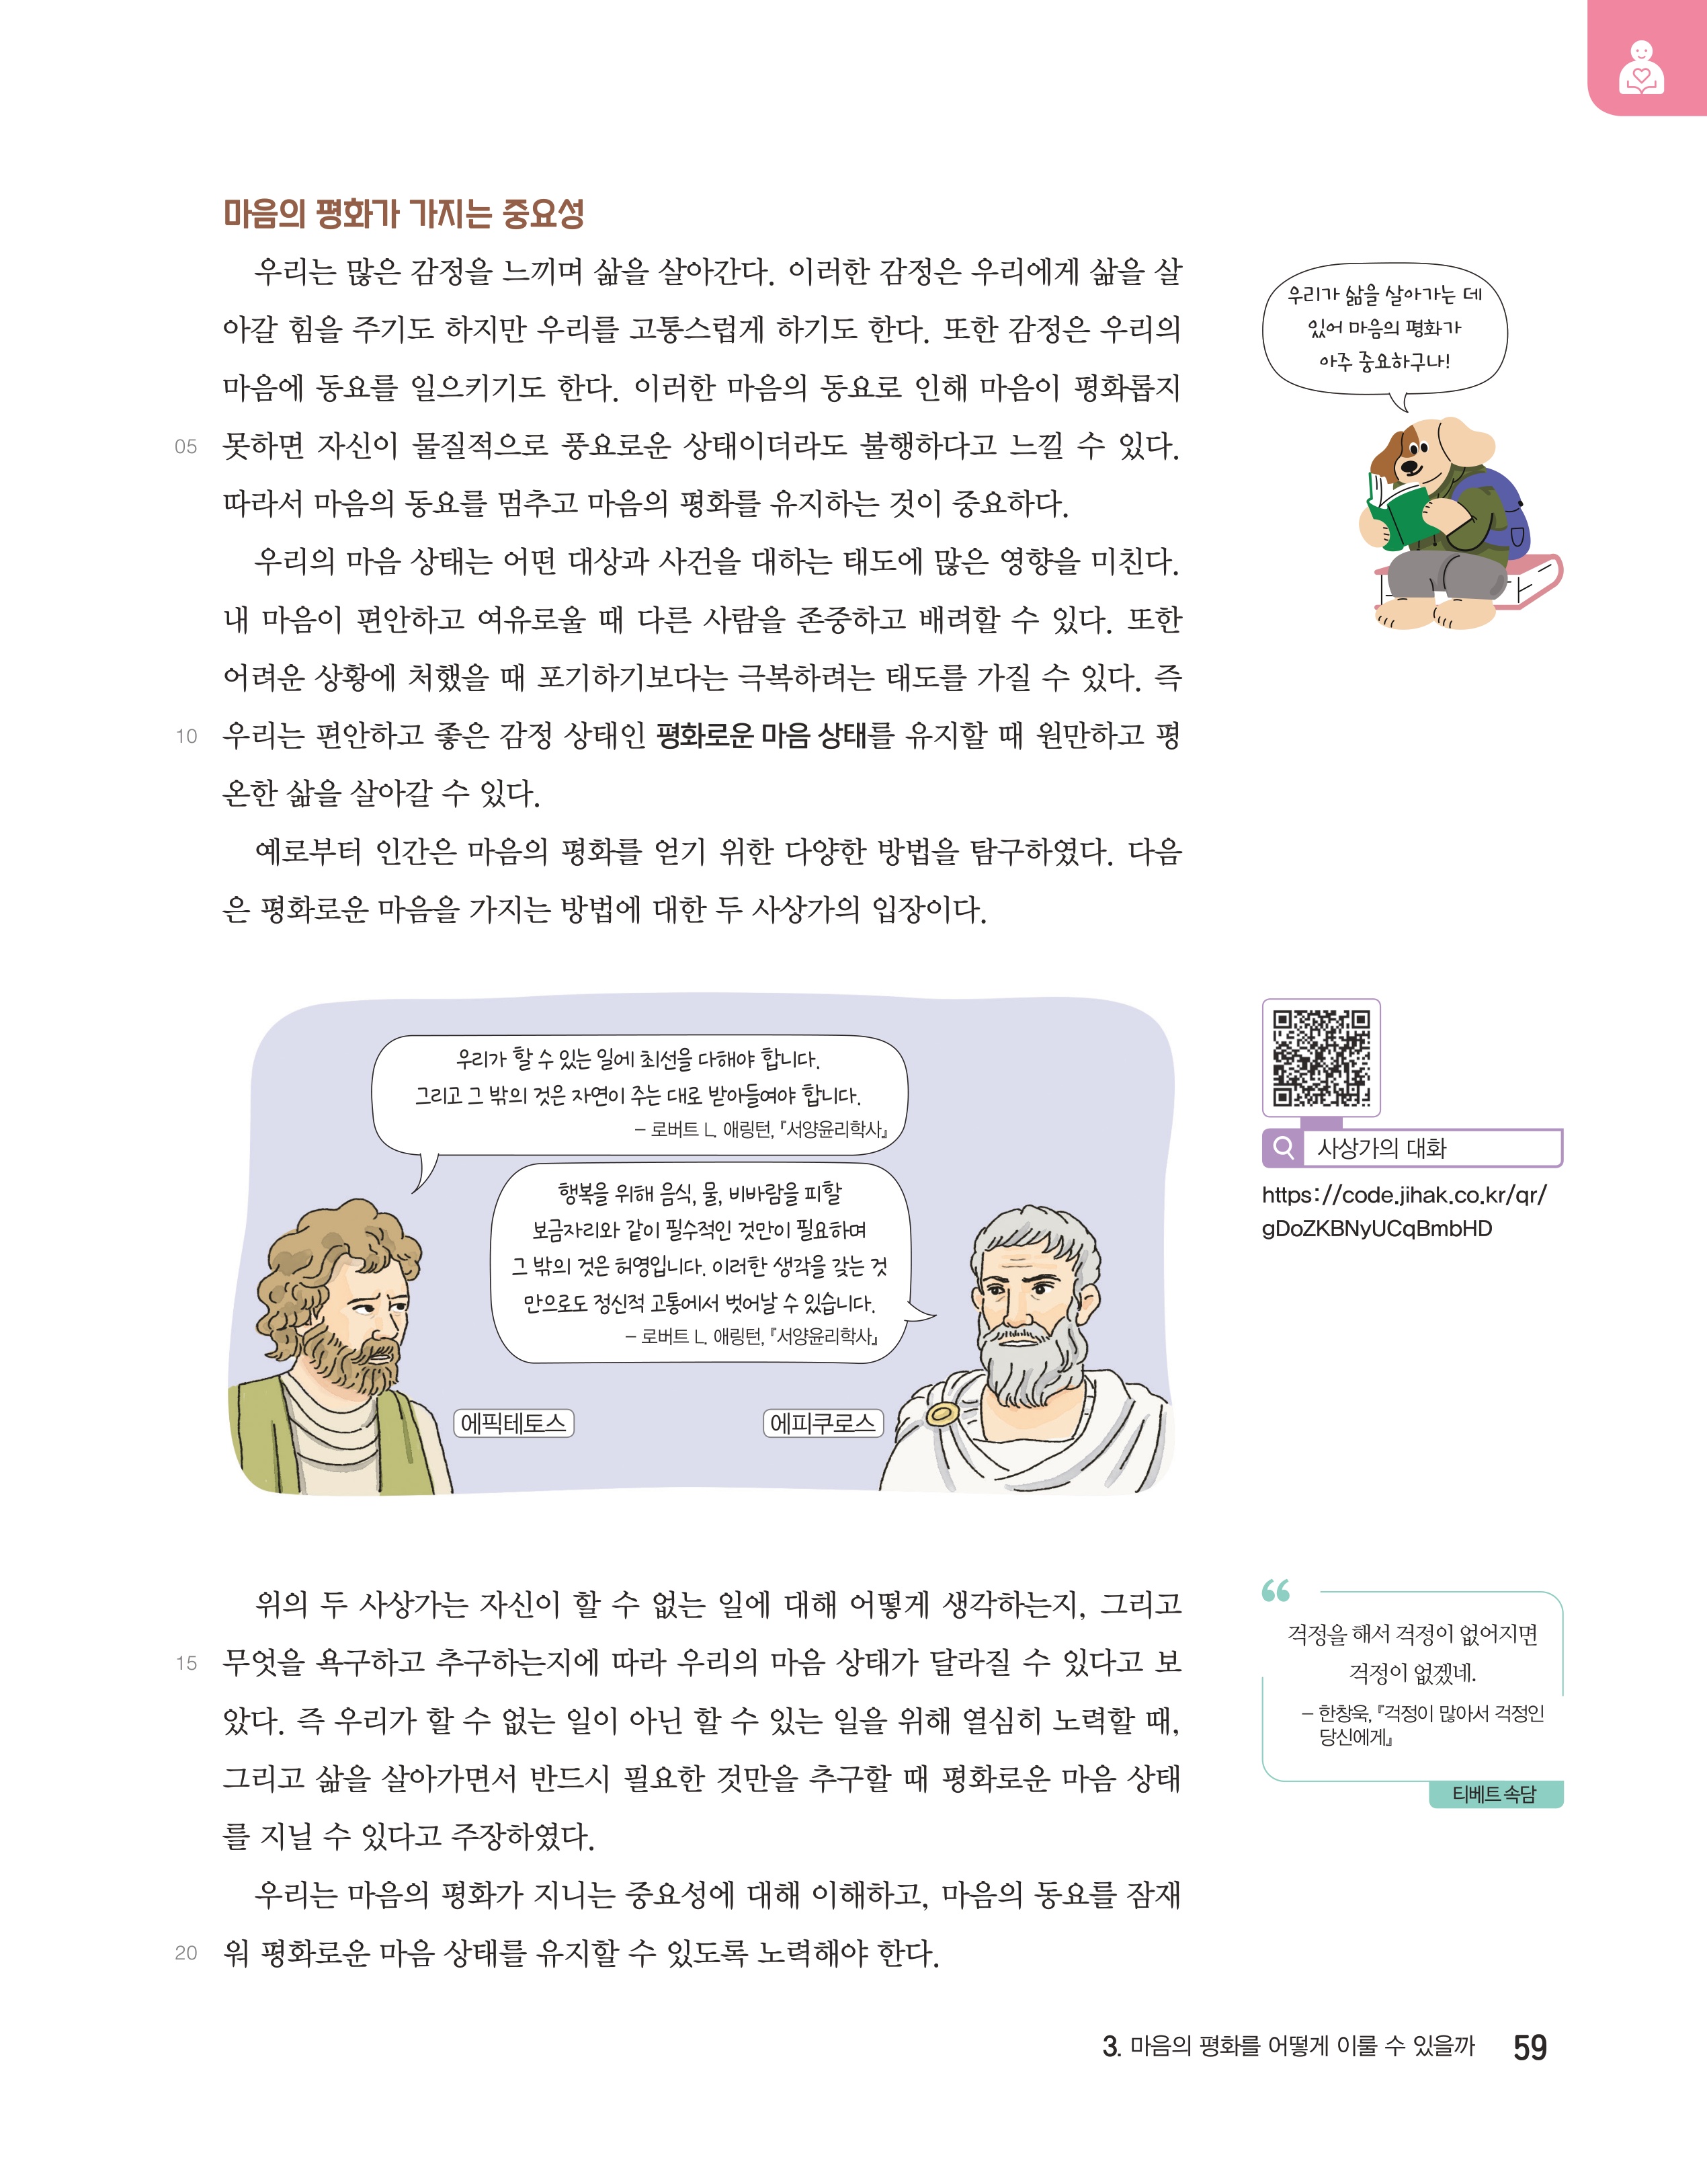 마음의 평화가 가지는 중요성
우리는 많은 감정을 느끼며 삶을 살아간다. 이러한 감정은 우리에게 삶을 살
아갈 힘을 주기도 하지만 우리를 고통스럽게 하기도 한다. 또한 감정은 우리의
마음에 동요를 일으키기도 한다. 이러한 마음의 동요로 인해 마음이 평화롭지
05 못하면 자신이 물질적으로 풍요로운 상태이더라도 불행하다고 느낄 수 있다.
따라서 마음의 동요를 멈추고 마음의 평화를 유지하는 것이 중요하다.
우리의 마음 상태는 어떤 대상과 사건을 대하는 태도에 많은 영향을 미친다.
내 마음이 편안하고 여유로울 때 다른 사람을 존중하고 배려할 수 있다. 또한
어려운 상황에 처했을 때 포기하기보다는 극복하려는 태도를 가질 수 있다. 즉
10 우리는 편안하고 좋은 감정 상태인 평화로운 마음 상태를 유지할 때 원만하고 평
온한 삶을 살아갈 수 있다.
예로부터 인간은 마음의 평화를 얻기 위한 다양한 방법을 탐구하였다. 다음
은 평화로운 마음을 가지는 방법에 대한 두 사상가의 입장이다.
우리가 삶을 살아가는 데
있어 마음의 평화가
아주 중요하구나!
우리가 할 수 있는 일에 최선을 다해야 합니다.
그리고 그 밖의 것은 자연이 주는 대로 받아들여야 합니다.
– 로버트 L. 애링턴, 『서양윤리학사』
행복을 위해 음식, 물, 비바람을 피할
보금자리와 같이 필수적인 것만이 필요하며
그 밖의 것은 허영입니다. 이러한 생각을 갖는 것
만으로도 정신적 고통에서 벗어날 수 있습니다.
– 로버트 L. 애링턴, 『서양윤리학사』
에픽테토스
에피쿠로스
사상가의 대화
https://code.jihak.co.kr/qr/
gDoZKBNyUCqBmbHD
위의 두 사상가는 자신이 할 수 없는 일에 대해 어떻게 생각하는지, 그리고
15 무엇을 욕구하고 추구하는지에 따라 우리의 마음 상태가 달라질 수 있다고 보
았다. 즉 우리가 할 수 없는 일이 아닌 할 수 있는 일을 위해 열심히 노력할 때,
그리고 삶을 살아가면서 반드시 필요한 것만을 추구할 때 평화로운 마음 상태
를 지닐 수 있다고 주장하였다.
우리는 마음의 평화가 지니는 중요성에 대해 이해하고, 마음의 동요를 잠재
20 워 평화로운 마음 상태를 유지할 수 있도록 노력해야 한다.
“
걱정을 해서 걱정이 없어지면
걱정이 없겠네.
– 한창욱, 『걱정이 많아서 걱정인
당신에게』
티베트 속담
3. 마음의 평화를 어떻게 이룰 수 있을까 59